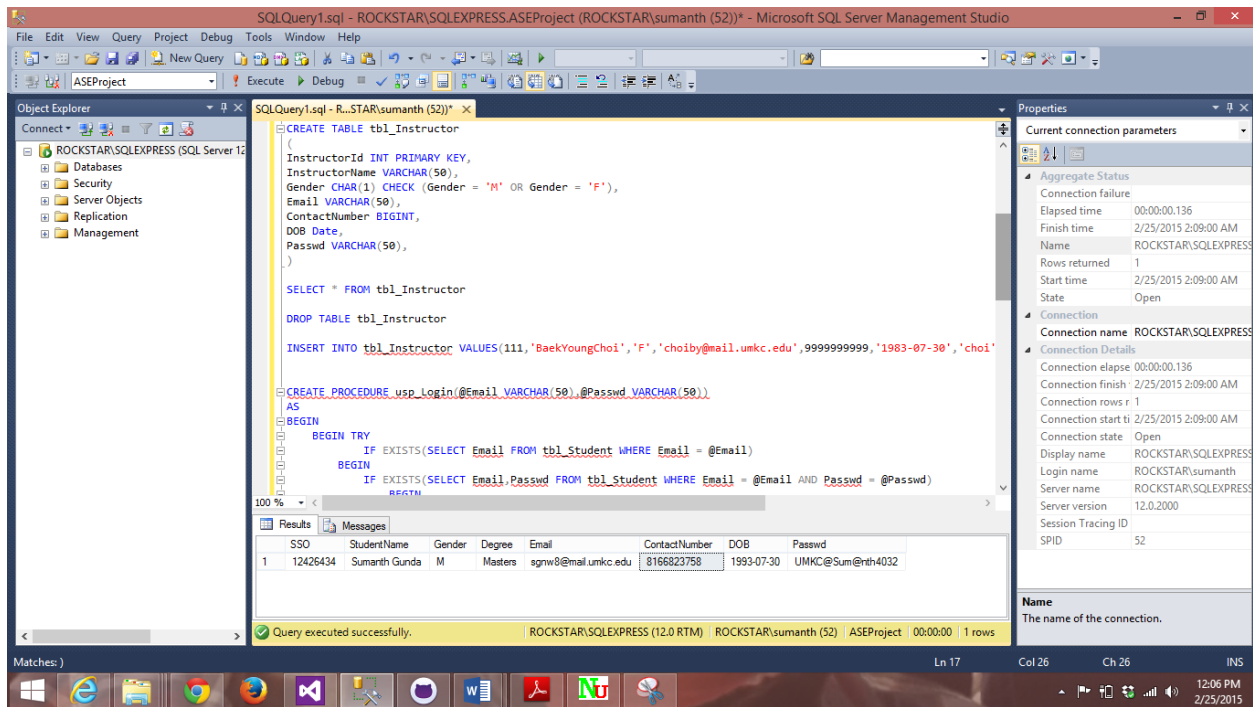 SQLQuery1.sql - ROCKSTAR\SQLEXPRESS.ASEProject (ROCKSTAR\sumanth (52))* - Microsoft SQL Server Management Studio
File Edit View Query Project Debug Tools Window Help
New Query
ASEProject
Execute Debug
Object Explorer
Connect
ROCKSTAR\SQLEXPRESS (SQL Server 12
Databases
Security
Server Objects
Replication
Management
SQLQuery1.sql - R...STAR\sumanth (52))*
CREATE TABLE tbl_Instructor
(
InstructorId INT PRIMARY KEY,
InstructorName VARCHAR(50),
Gender CHAR(1) CHECK (Gender = 'M' OR Gender = 'F'),
Email VARCHAR(50),
ContactNumber BIGINT,
DOB Date,
Passwd VARCHAR(50),
)
SELECT * FROM tbl_Instructor
DROP TABLE tbl_Instructor
INSERT INTO tbl_Instructor VALUES(111,'BaekYoungChoi','F','choiby@mail.umkc.edu',9999999999,'1983-07-30','choi'
CREATE PROCEDURE usp_Login(@Email VARCHAR(50),@Passwd VARCHAR(50))
AS
BEGIN
BEGIN TRY
IF EXISTS(SELECT Email FROM tbl_Student WHERE Email = @Email)
BEGIN
IF EXISTS(SELECT Email,Passwd FROM tbl_Student WHERE Email = @Email AND Passwd = @Passwd)
BEGIN
100 %
Results Messages
SSO StudentName Gender Degree Email ContactNumber DOB Passwd
1 12426434 Sumanth Gunda M Masters sgnw8@mail.umkc.edu 8166823758 1993-07-30 UMKC@Sum@nth4032
Query executed successfully. ROCKSTAR\SQLEXPRESS (12.0 RTM) ROCKSTAR\sumanth (52) ASEProject 00:00:00 1 rows
Properties
Current connection parameters
Aggregate Status
Connection failure
Elapsed time 00:00:00.136
Finish time 2/25/2015 2:09:00 AM
Name ROCKSTAR\SQLEXPRESS
Rows returned 1
Start time 2/25/2015 2:09:00 AM
State Open
Connection
Connection name ROCKSTAR\SQLEXPRESS
Connection Details
Connection elapse 00:00:00.136
Connection finish 2/25/2015 2:09:00 AM
Connection rows r 1
Connection start ti 2/25/2015 2:09:00 AM
Connection state Open
Display name ROCKSTAR\SQLEXPRESS
Login name ROCKSTAR\sumanth
Server name ROCKSTAR\SQLEXPRESS
Server version 12.0.2000
Session Tracing ID
SPID 52
Name
The name of the connection.
Matches: ) Ln 17 Col 26 Ch 26 INS
Nu
12:06 PM
2/25/2015